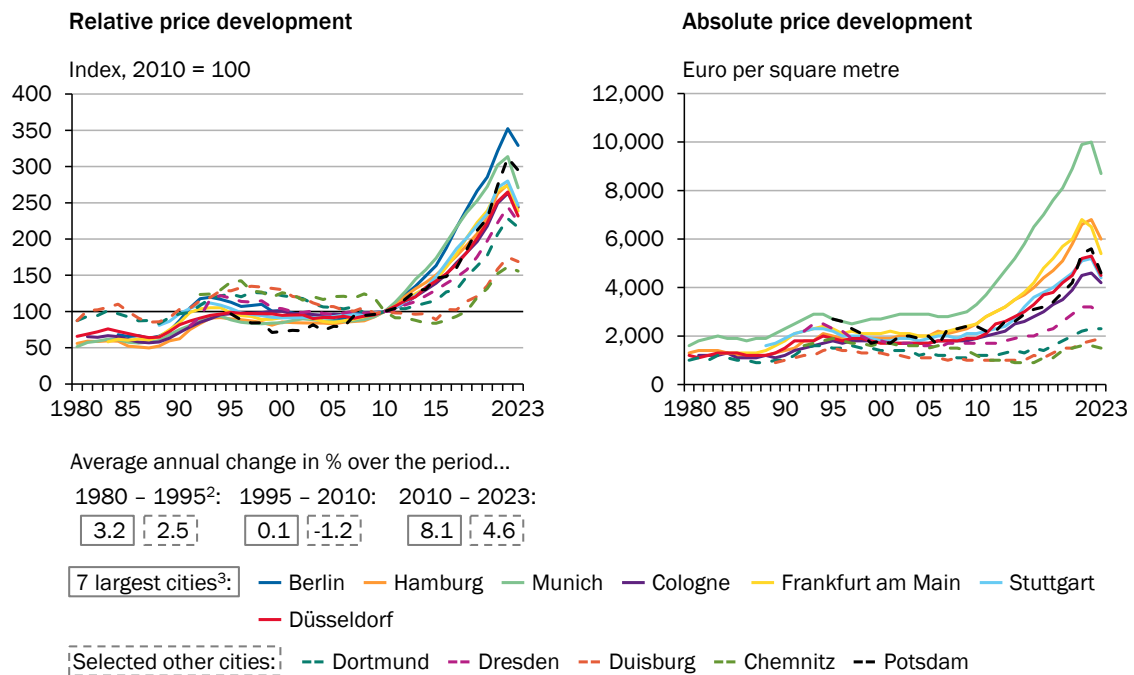 Relative price development
Index, 2010 = 100
400
350
300
250
200
150
100
50
0
1980 85 90 95 00 05 10 15 2023
Absolute price development
Euro per square metre
12,000
10,000
8,000
6,000
4,000
2,000
0
1980 85 90 95 00 05 10 15 2023
Average annual change in % over the period...
1980 – 1995²: 1995 – 2010: 2010 – 2023:
3.2 2.5 0.1 -1.2 8.1 4.6
7 largest cities³: Berlin Hamburg Munich Cologne Frankfurt am Main Stuttgart
Düsseldorf
Selected other cities: Dortmund Dresden Duisburg Chemnitz Potsdam